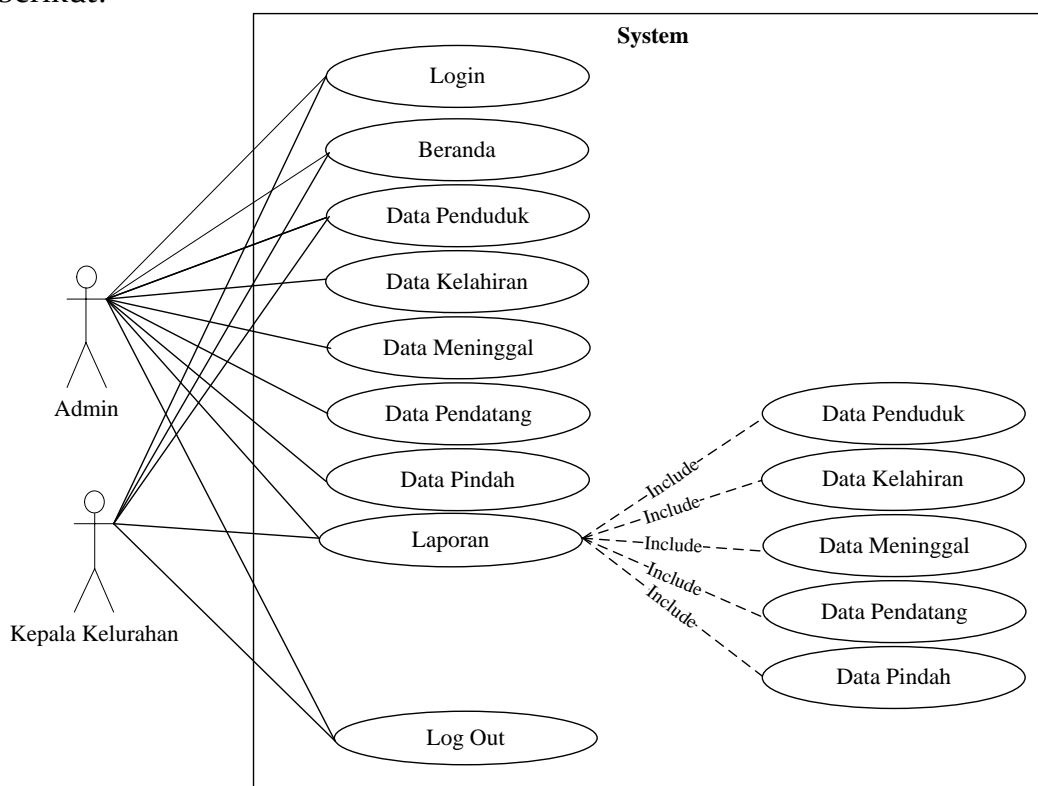 berikut:
System
Login
Beranda
Data Penduduk
Data Kelahiran
Data Meninggal
Data Pendatang
Data Pindah
Laporan
Log Out
Admin
Kepala Kelurahan
Include
Include
Include
Include
Include
Data Penduduk
Data Kelahiran
Data Meninggal
Data Pendatang
Data Pindah